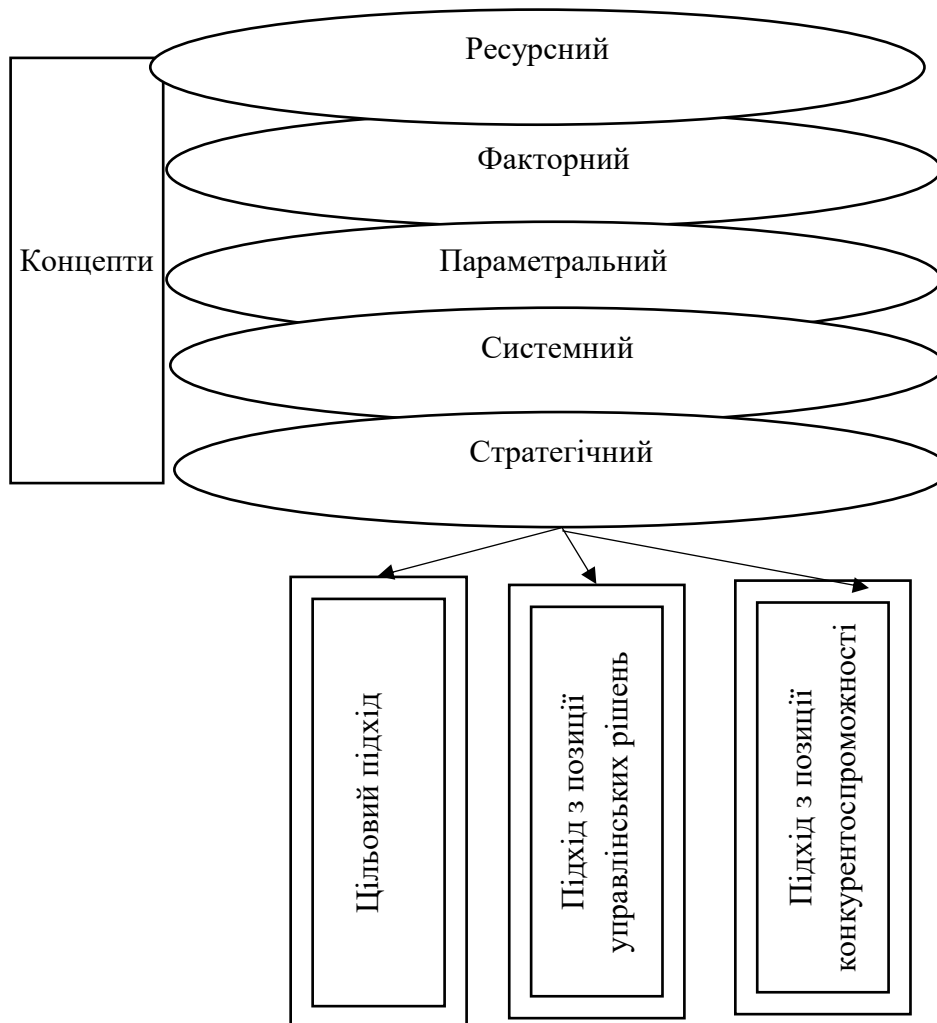 Ресурсний
Факторний
Концепти
Параметральний
Системний
Стратегічний
Цільовий підхід
Підхід з позиції
управлінських рішень
Підхід з позиції
конкурентоспроможності